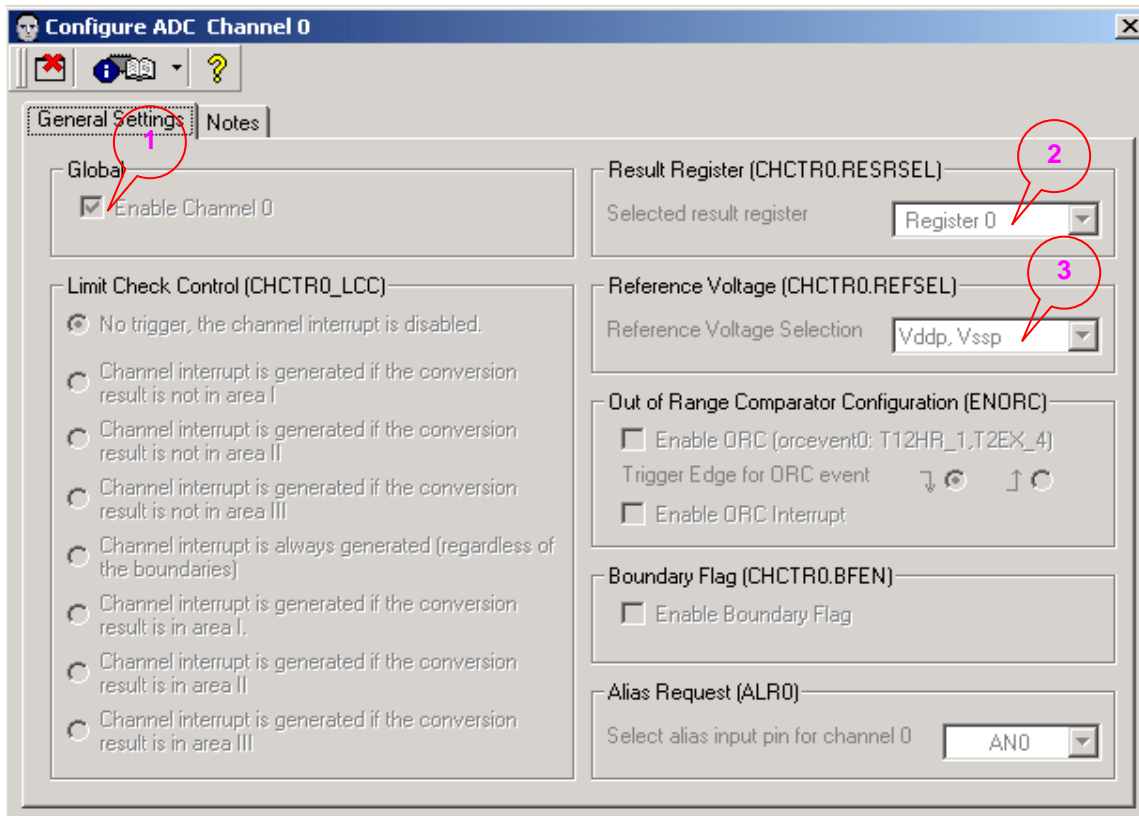 Configure ADC  Channel 0
General Settings
Notes
1
Global
Enable Channel 0
Limit Check Control (CHCTR0_LCC)
No trigger, the channel interrupt is disabled.
Channel interrupt is generated if the conversion
result is not in area I
Channel interrupt is generated if the conversion
result is not in area II
Channel interrupt is generated if the conversion
result is not in area III
Channel interrupt is always generated (regardless of
the boundaries)
Channel interrupt is generated if the conversion
result is in area I.
Channel interrupt is generated if the conversion
result is in area II
Channel interrupt is generated if the conversion
result is in area III
2
Result Register (CHCTR0.RESRSEL)
Selected result register
Register 0
3
Reference Voltage (CHCTR0.REFSEL)
Reference Voltage Selection
Vddp, Vssp
Out of Range Comparator Configuration (ENORC)
Enable ORC (orcevent0: T12HR_1,T2EX_4)
Trigger Edge for ORC event
Enable ORC Interrupt
Boundary Flag (CHCTR0.BFEN)
Enable Boundary Flag
Alias Request (ALR0)
Select alias input pin for channel 0
AN0